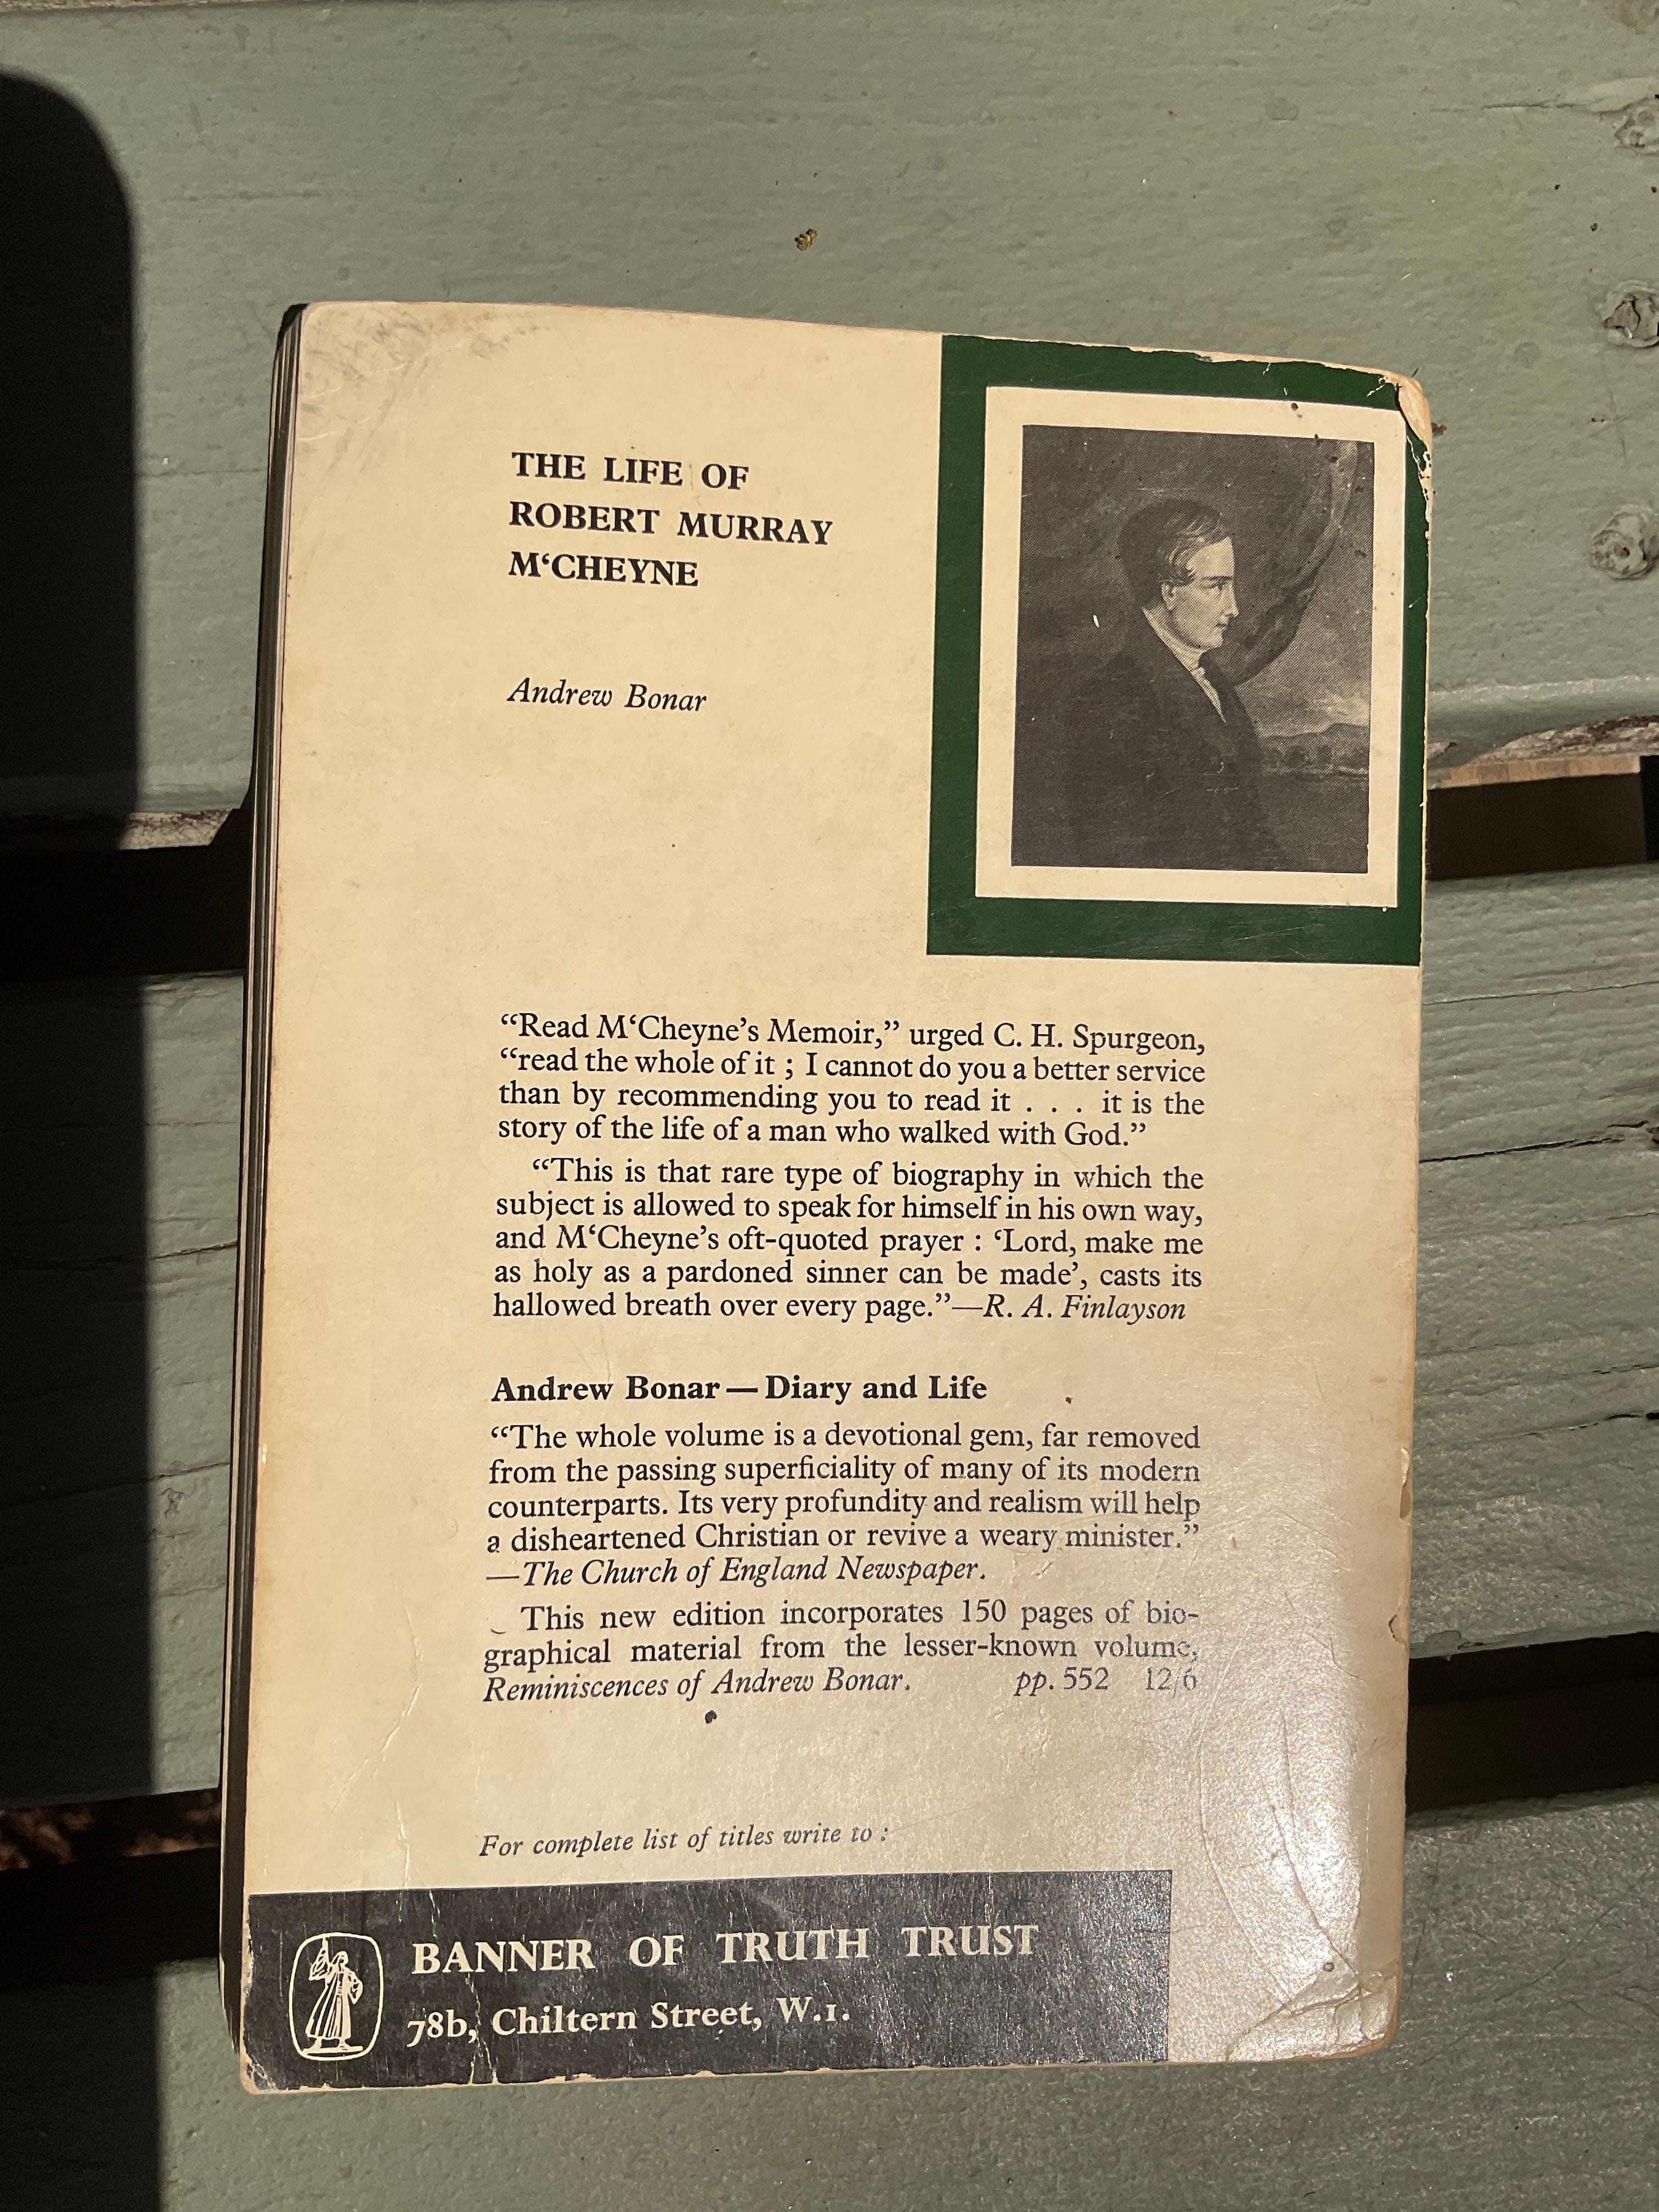 THE LIFE OF
ROBERT MURRAY
M‘CHEYNE
Andrew Bonar
“Read M‘Cheyne’s Memoir,” urged C. H. Spurgeon,
“read the whole of it ; I cannot do you a better service
than by recommending you to read it . . . it is the
story of the life of a man who walked with God.”
“This is that rare type of biography in which the
subject is allowed to speak for himself in his own way,
and M‘Cheyne’s oft-quoted prayer : ‘Lord, make me
as holy as a pardoned sinner can be made’, casts its
hallowed breath over every page.”—R. A. Finlayson
Andrew Bonar — Diary and Life
“The whole volume is a devotional gem, far removed
from the passing superficiality of many of its modern
counterparts. Its very profundity and realism will help
a disheartened Christian or revive a weary minister.”
—The Church of England Newspaper.
This new edition incorporates 150 pages of bio-
graphical material from the lesser-known volume,
Reminiscences of Andrew Bonar. pp. 552 12/6
For complete list of titles write to :
BANNER OF TRUTH TRUST
78b, Chiltern Street, W.1.